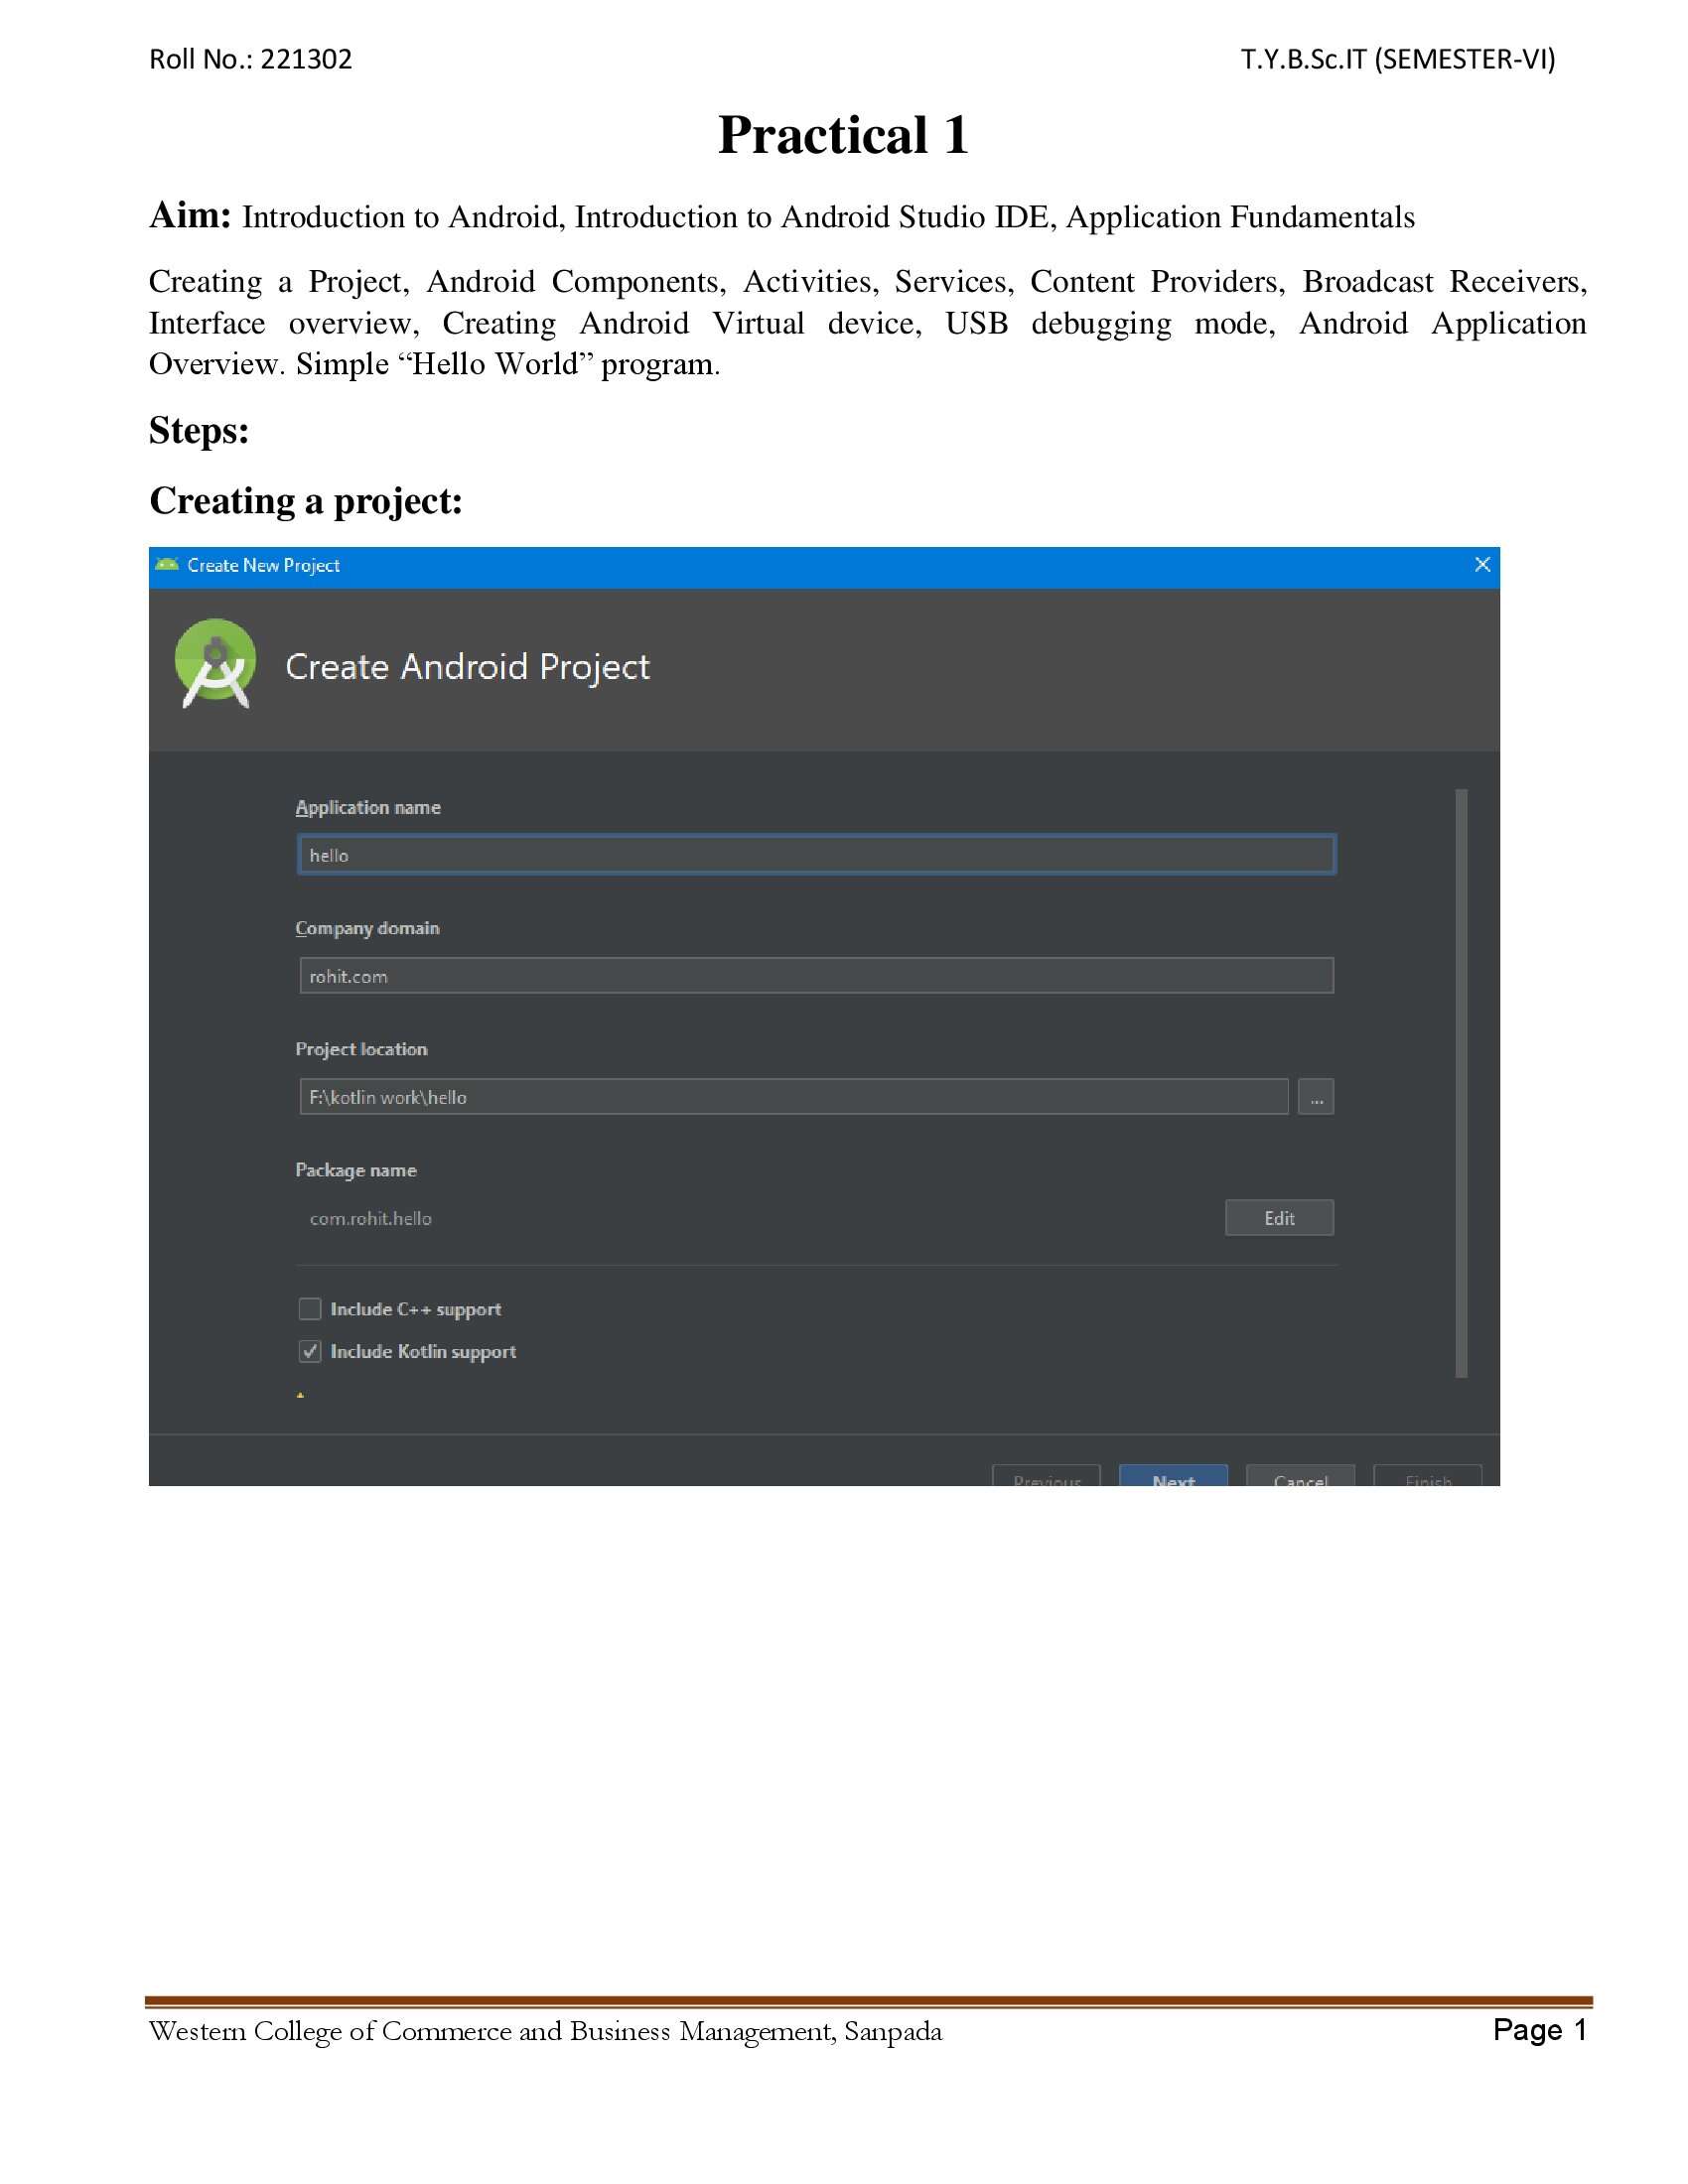 Roll No.: 221302 T.Y.B.Sc.IT (SEMESTER-VI)
Practical 1
Aim: Introduction to Android, Introduction to Android Studio IDE, Application Fundamentals
Creating a Project, Android Components, Activities, Services, Content Providers, Broadcast Receivers,
Interface overview, Creating Android Virtual device, USB debugging mode, Android Application
Overview. Simple “Hello World” program.
Steps:
Creating a project:
Create New Project
Create Android Project
Application name
hello
Company domain
rohit.com
Project location
F:\kotlin work\hello
...
Package name
com.rohit.hello
Edit
Include C++ support
Include Kotlin support
Previous Next Cancel Finish
Western College of Commerce and Business Management, Sanpada Page 1